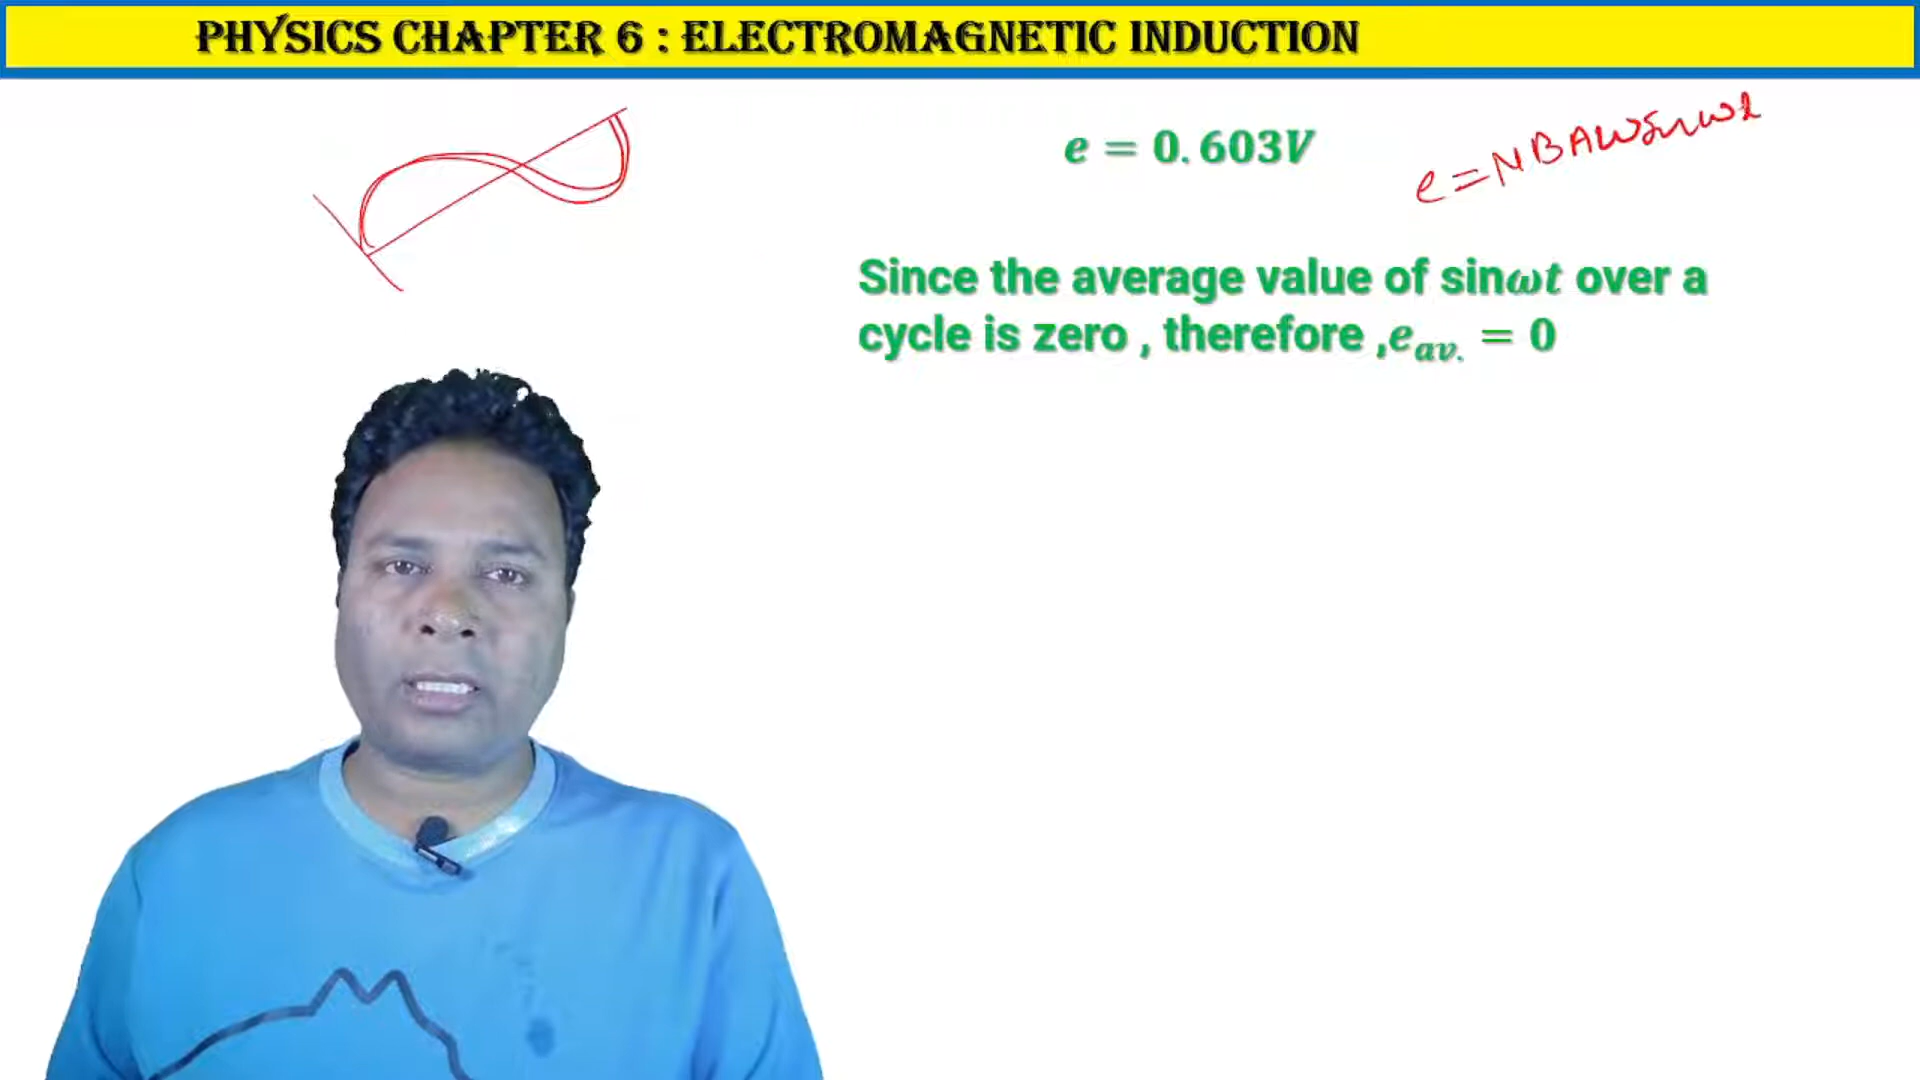 PHYSICS CHAPTER 6 : ELECTROMAGNETIC INDUCTION
e = 0.603V
e = NBAωsinωt
Since the average value of sinωt over a
cycle is zero , therefore ,eav. = 0